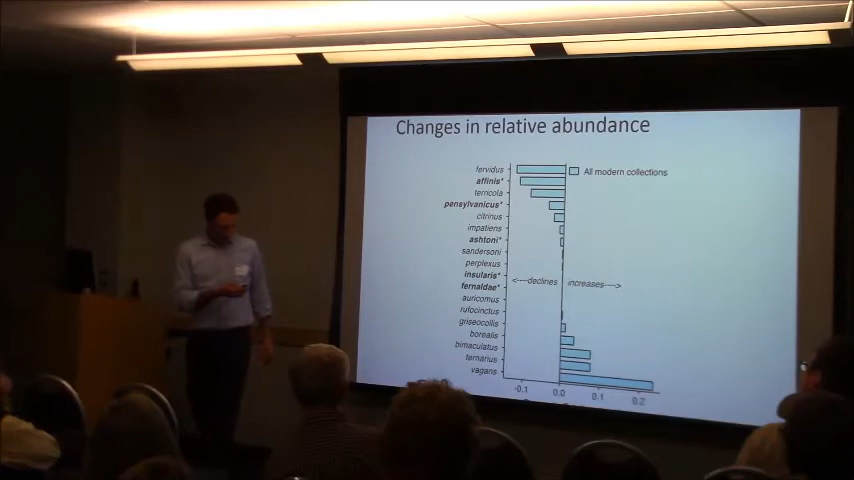 Changes in relative abundance
fervidus
All modern collections
affinis*
terricola
pensylvanicus*
citrinus
impatiens
ashtoni*
sandersoni
perplexus
insularis*
<----declines increases---->
fernaldae*
auricomus
rufocinctus
griseocollis
borealis
bimaculatus
ternarius
vagans
-0.1 0.0 0.1 0.2